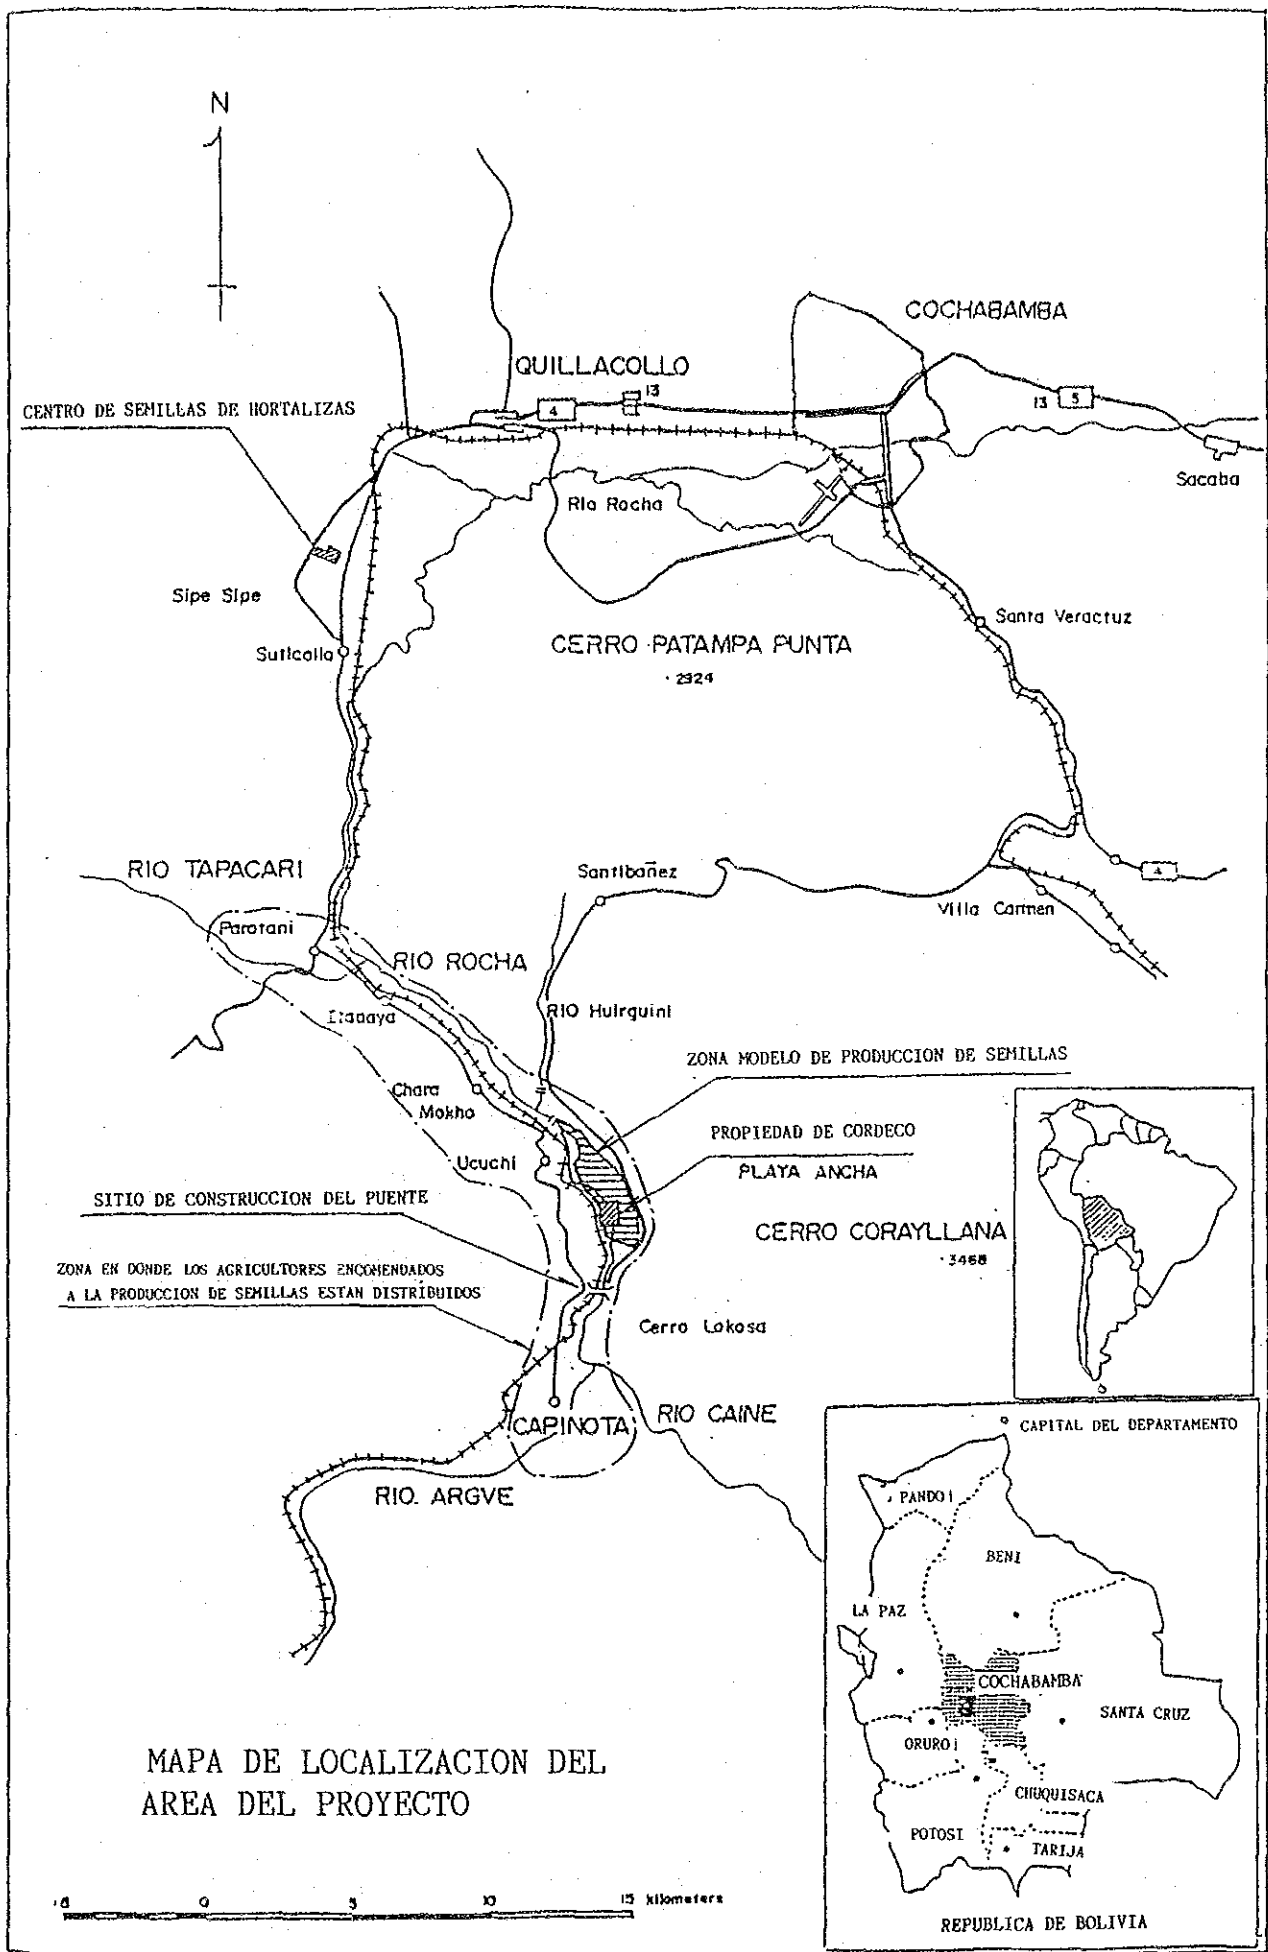 N
COCHABAMBA
QUILLACOLLO
13
4
13
5
CENTRO DE SEMILLAS DE HORTALIZAS
Sacaba
Rio Rocha
Sipe Sipe
Santa Veractuz
Suticolla
CERRO PATAMPA PUNTA
2924
RIO TAPACARI
Santibañez
4
Parotani
Villa Carmen
RIO ROCHA
Itapaya
RIO Huirquini
ZONA MODELO DE PRODUCCION DE SEMILLAS
Chara
Mokho
PROPIEDAD DE CORDECO
Ucuchi
PLAYA ANCHA
SITIO DE CONSTRUCCION DEL PUENTE
CERRO CORAYLLANA
3468
ZONA EN DONDE LOS AGRICULTORES ENCOMENDADOS
A LA PRODUCCION DE SEMILLAS ESTAN DISTRIBUIDOS
Cerro Lokosa
CAPINOTA
RIO CAINE
CAPITAL DEL DEPARTAMENTO
RIO. ARGVE
PANDO
BENI
LA PAZ
COCHABAMBA
SANTA CRUZ
ORURO
CHUQUISACA
POTOSI
TARIJA
REPUBLICA DE BOLIVIA
MAPA DE LOCALIZACION DEL
AREA DEL PROYECTO
0 5 10 15 kilometers